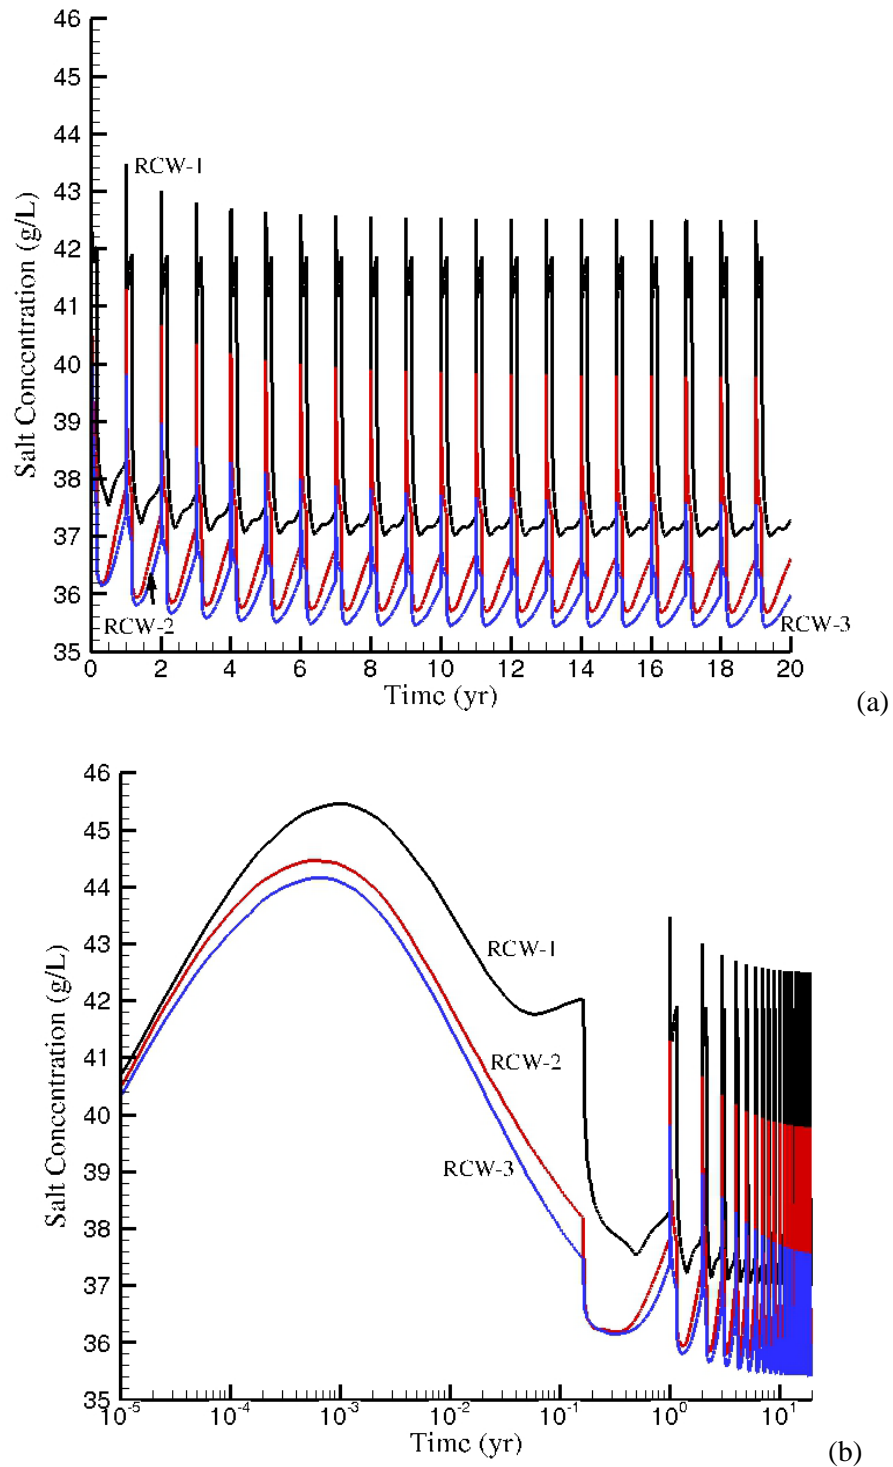 46
45
44
43
42
41
40
39
38
37
36
35
Salt Concentration (g/L)
RCW-1
RCW-2
RCW-3
0 2 4 6 8 10 12 14 16 18 20
Time (yr)
(a)
46
45
44
43
42
41
40
39
38
37
36
35
Salt Concentration (g/L)
RCW-1
RCW-2
RCW-3
10-5 10-4 10-3 10-2 10-1 100 101
Time (yr)
(b)